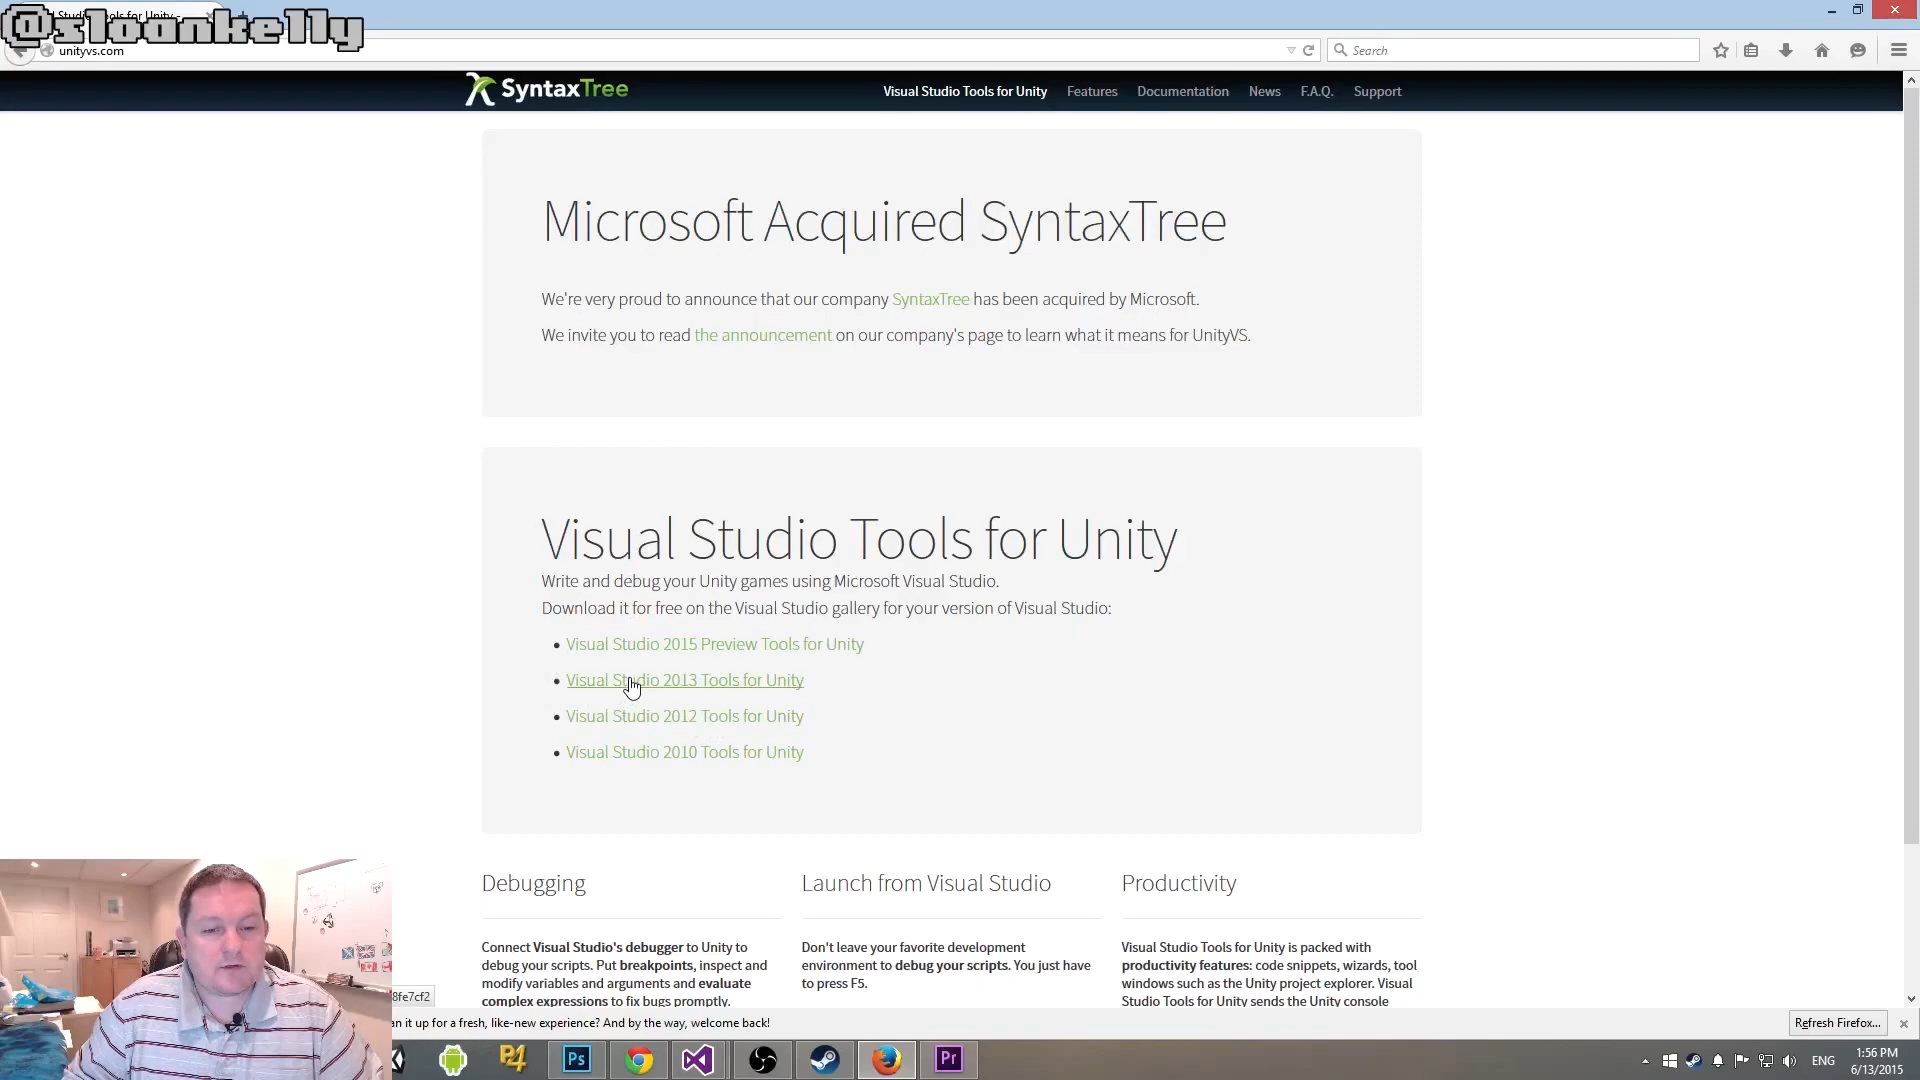 Studio Tools for Unity -
@sloankelly
unityvs.com
Search
SyntaxTree
Visual Studio Tools for Unity
Features
Documentation
News
F.A.Q.
Support
Microsoft Acquired SyntaxTree
We're very proud to announce that our company SyntaxTree has been acquired by Microsoft.
We invite you to read the announcement on our company's page to learn what it means for UnityVS.
Visual Studio Tools for Unity
Write and debug your Unity games using Microsoft Visual Studio.
Download it for free on the Visual Studio gallery for your version of Visual Studio:
Visual Studio 2015 Preview Tools for Unity
Visual Studio 2013 Tools for Unity
Visual Studio 2012 Tools for Unity
Visual Studio 2010 Tools for Unity
Debugging
Connect Visual Studio's debugger to Unity to
debug your scripts. Put breakpoints, inspect and
modify variables and arguments and evaluate
complex expressions to fix bugs promptly.
Launch from Visual Studio
Don't leave your favorite development
environment to debug your scripts. You just have
to press F5.
Productivity
Visual Studio Tools for Unity is packed with
productivity features: code snippets, wizards, tool
windows such as the Unity project explorer. Visual
Studio Tools for Unity sends the Unity console
8fe7cf2
an it up for a fresh, like-new experience? And by the way, welcome back!
Refresh Firefox...
P4
Ps
Pr
ENG
1:56 PM
6/13/2015